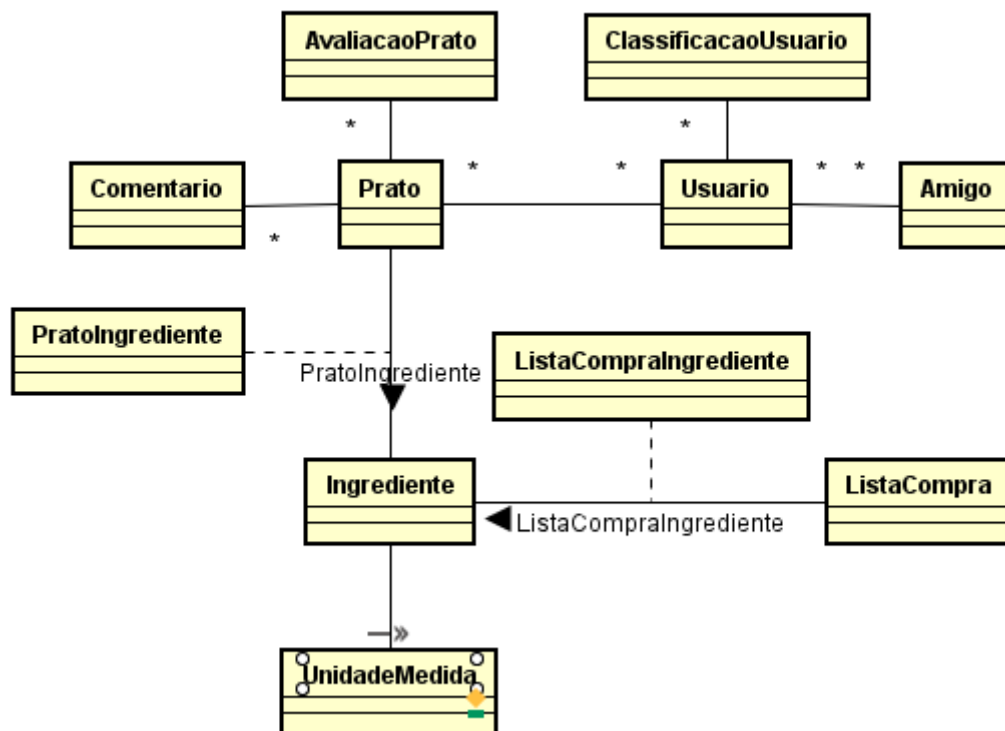 AvaliacaoPrato
ClassificacaoUsuario
*
*
Comentario
*
Prato
*
*
Usuario
*
*
Amigo
PratoIngrediente
PratoIngrediente
ListaCompraIngrediente
Ingrediente
ListaCompraIngrediente
ListaCompra
UnidadeMedida